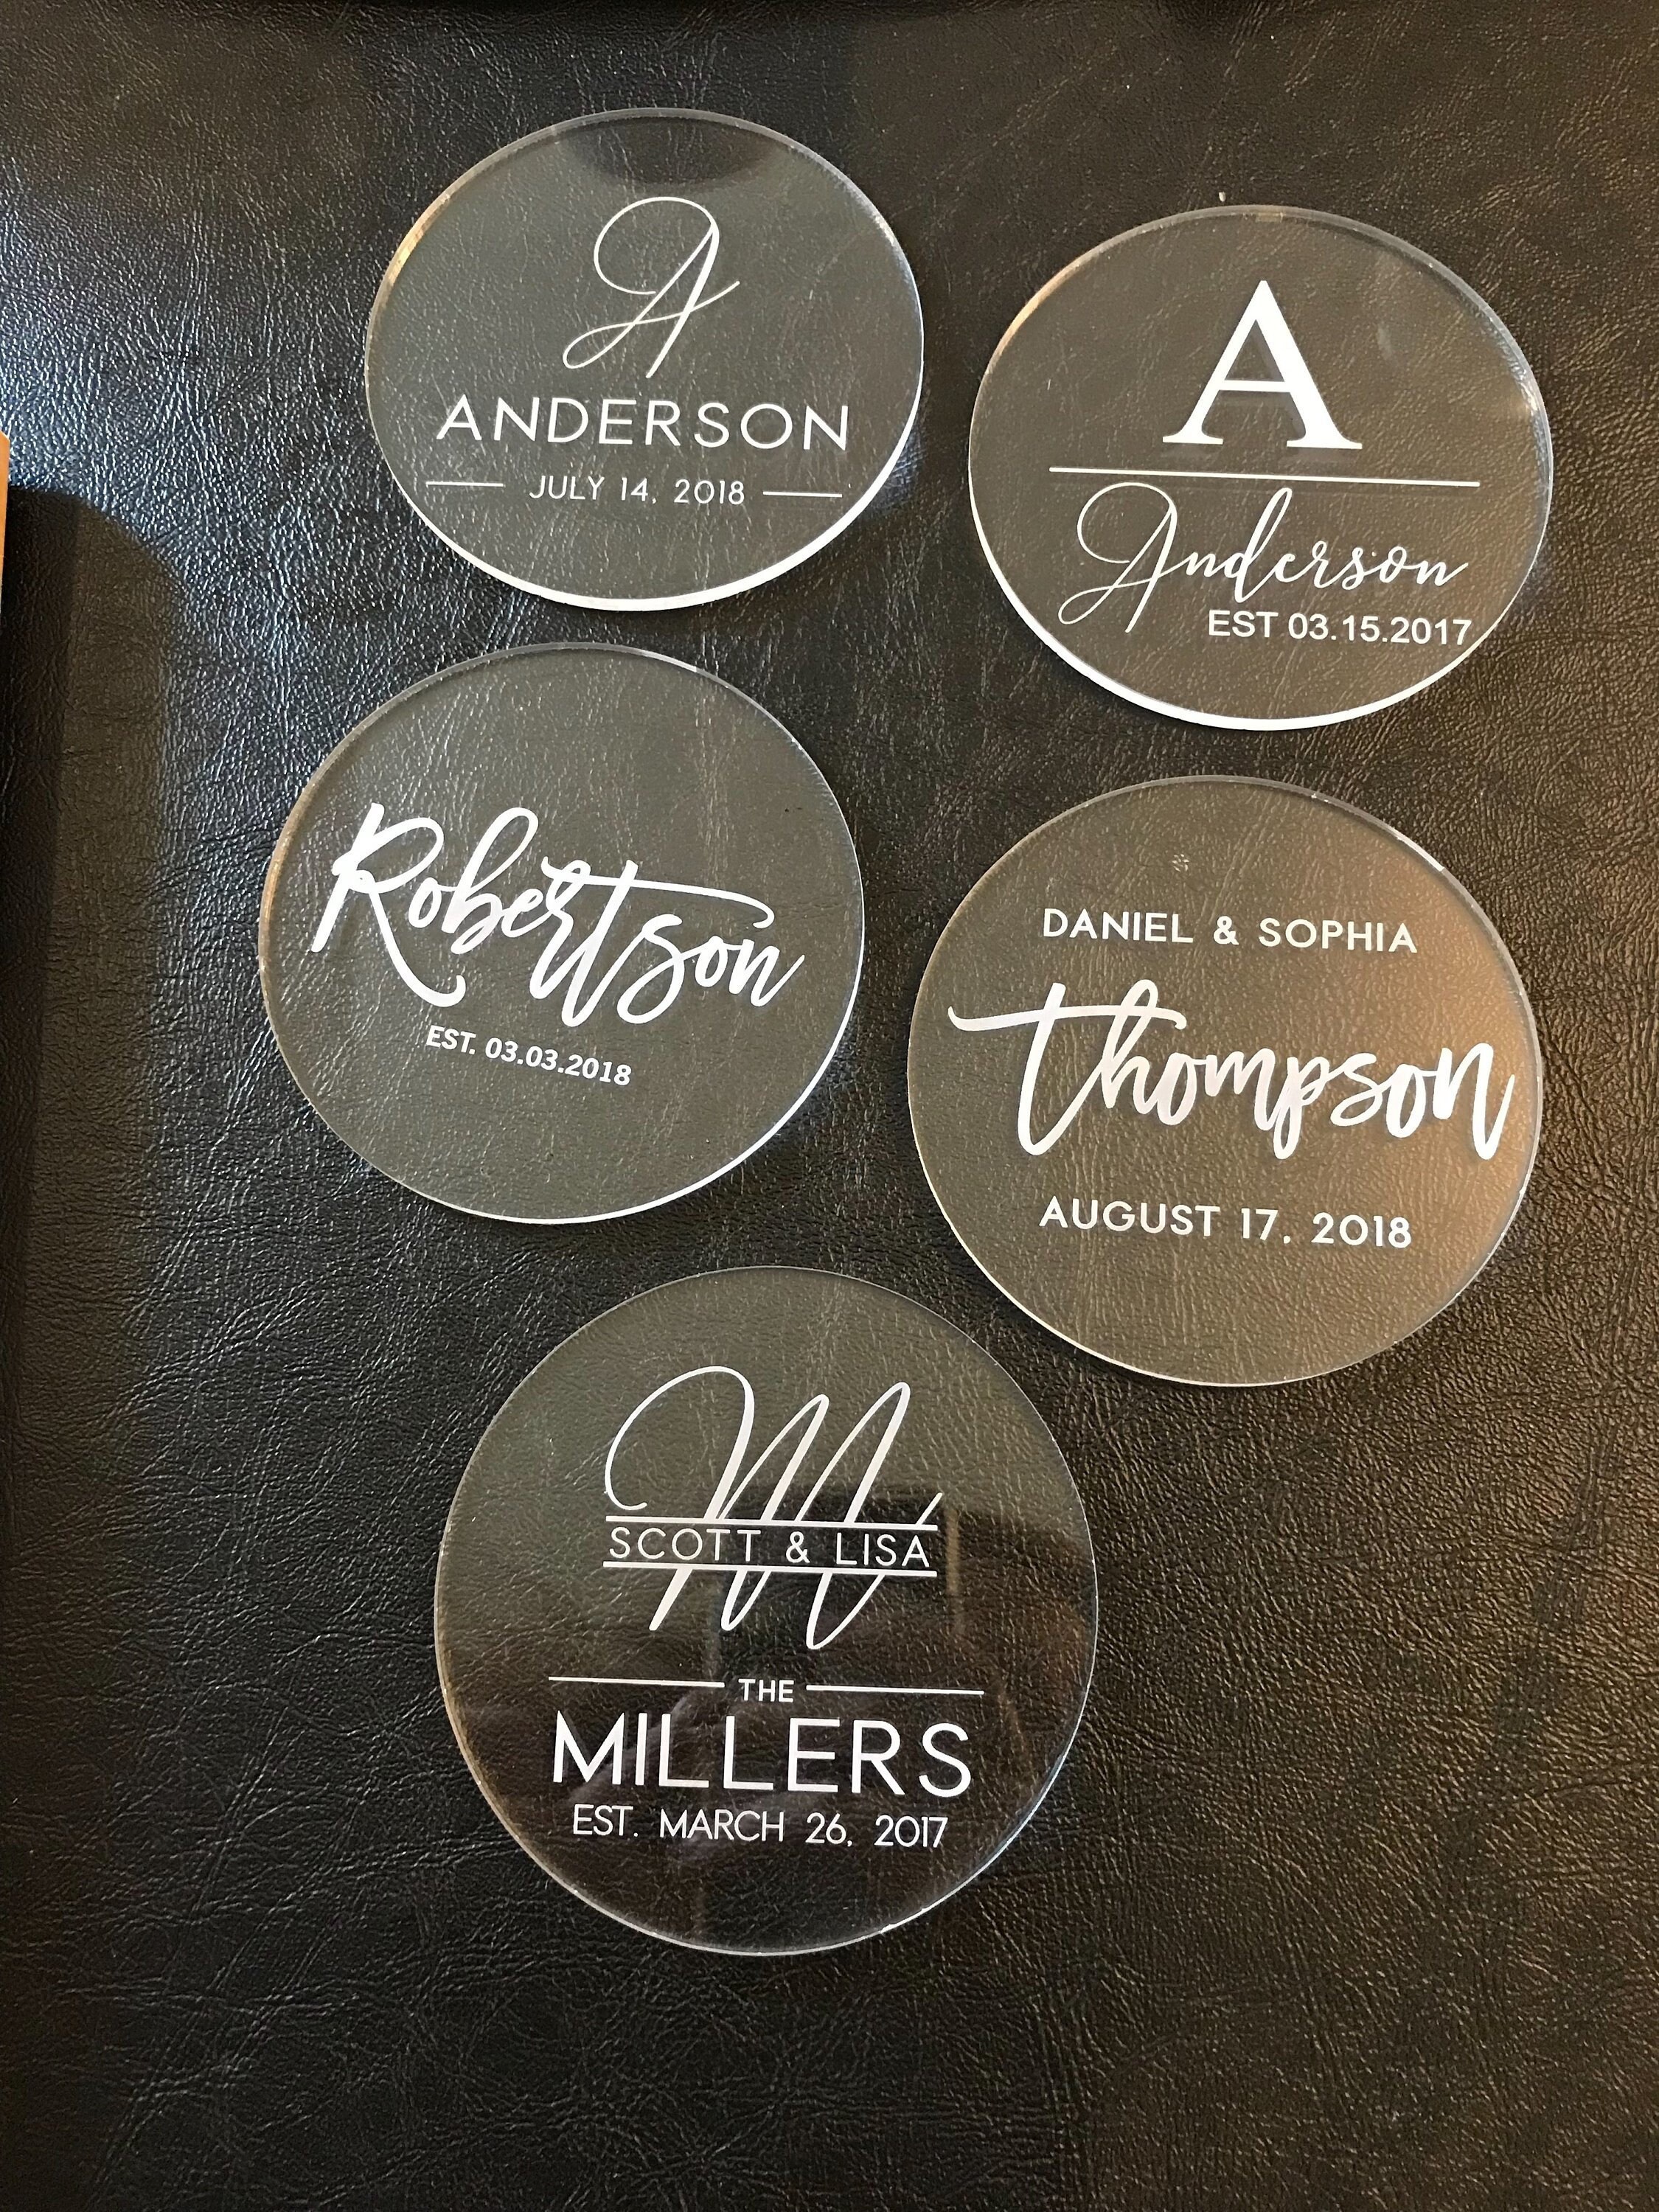 A
ANDERSON
JULY 14, 2018
A
Anderson
EST 03.15.2017
Robertson
EST. 03.03.2018
DANIEL & SOPHIA
thompson
AUGUST 17, 2018
M
SCOTT & LISA
THE
MILLERS
EST. MARCH 26, 2017